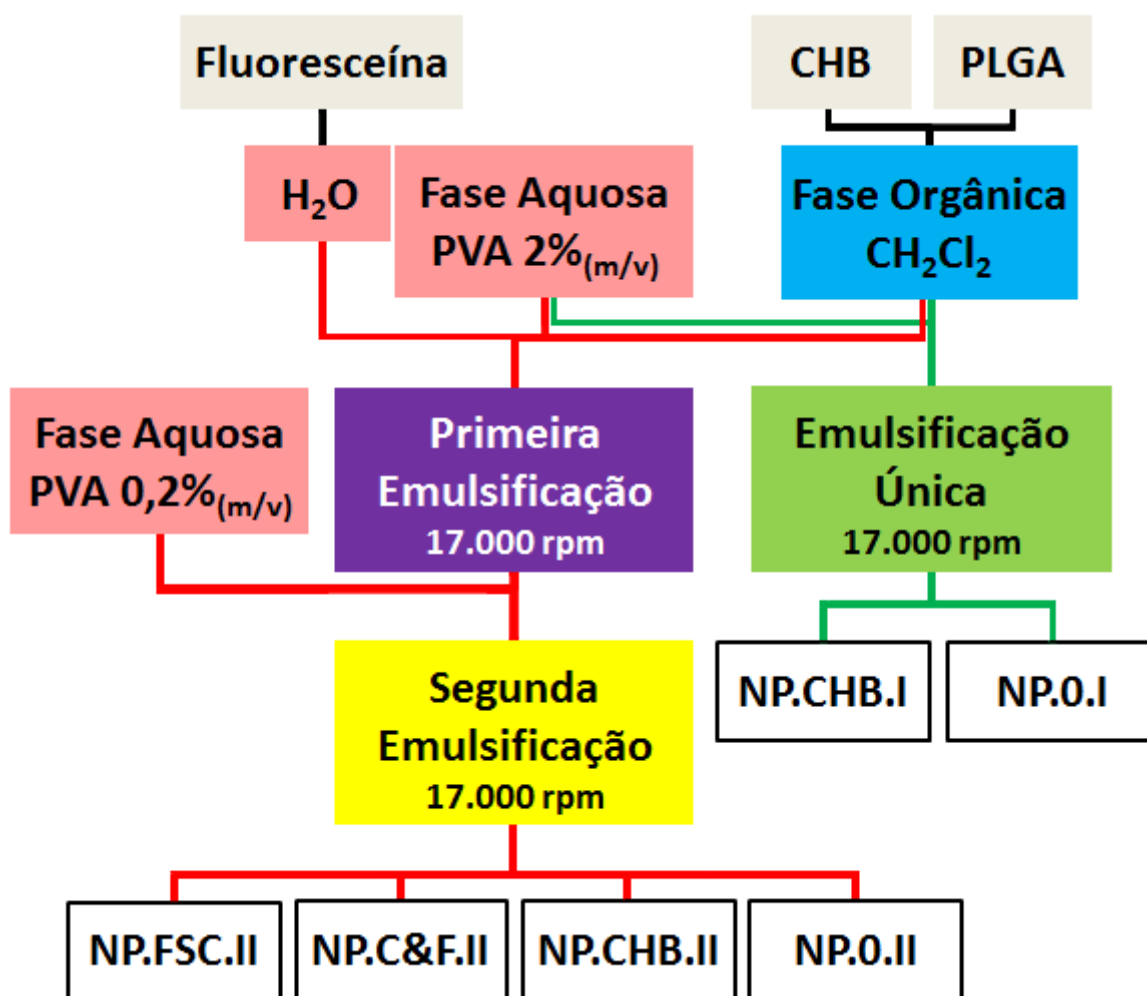 Fluoresceína
CHB
PLGA
H₂O
Fase Aquosa
PVA 2%(m/v)
Fase Orgânica
CH₂Cl₂
Fase Aquosa
PVA 0,2%(m/v)
Primeira
Emulsificação
17.000 rpm
Emulsificação
Única
17.000 rpm
Segunda
Emulsificação
17.000 rpm
NP.CHB.I
NP.0.I
NP.FSC.II
NP.C&F.II
NP.CHB.II
NP.0.II